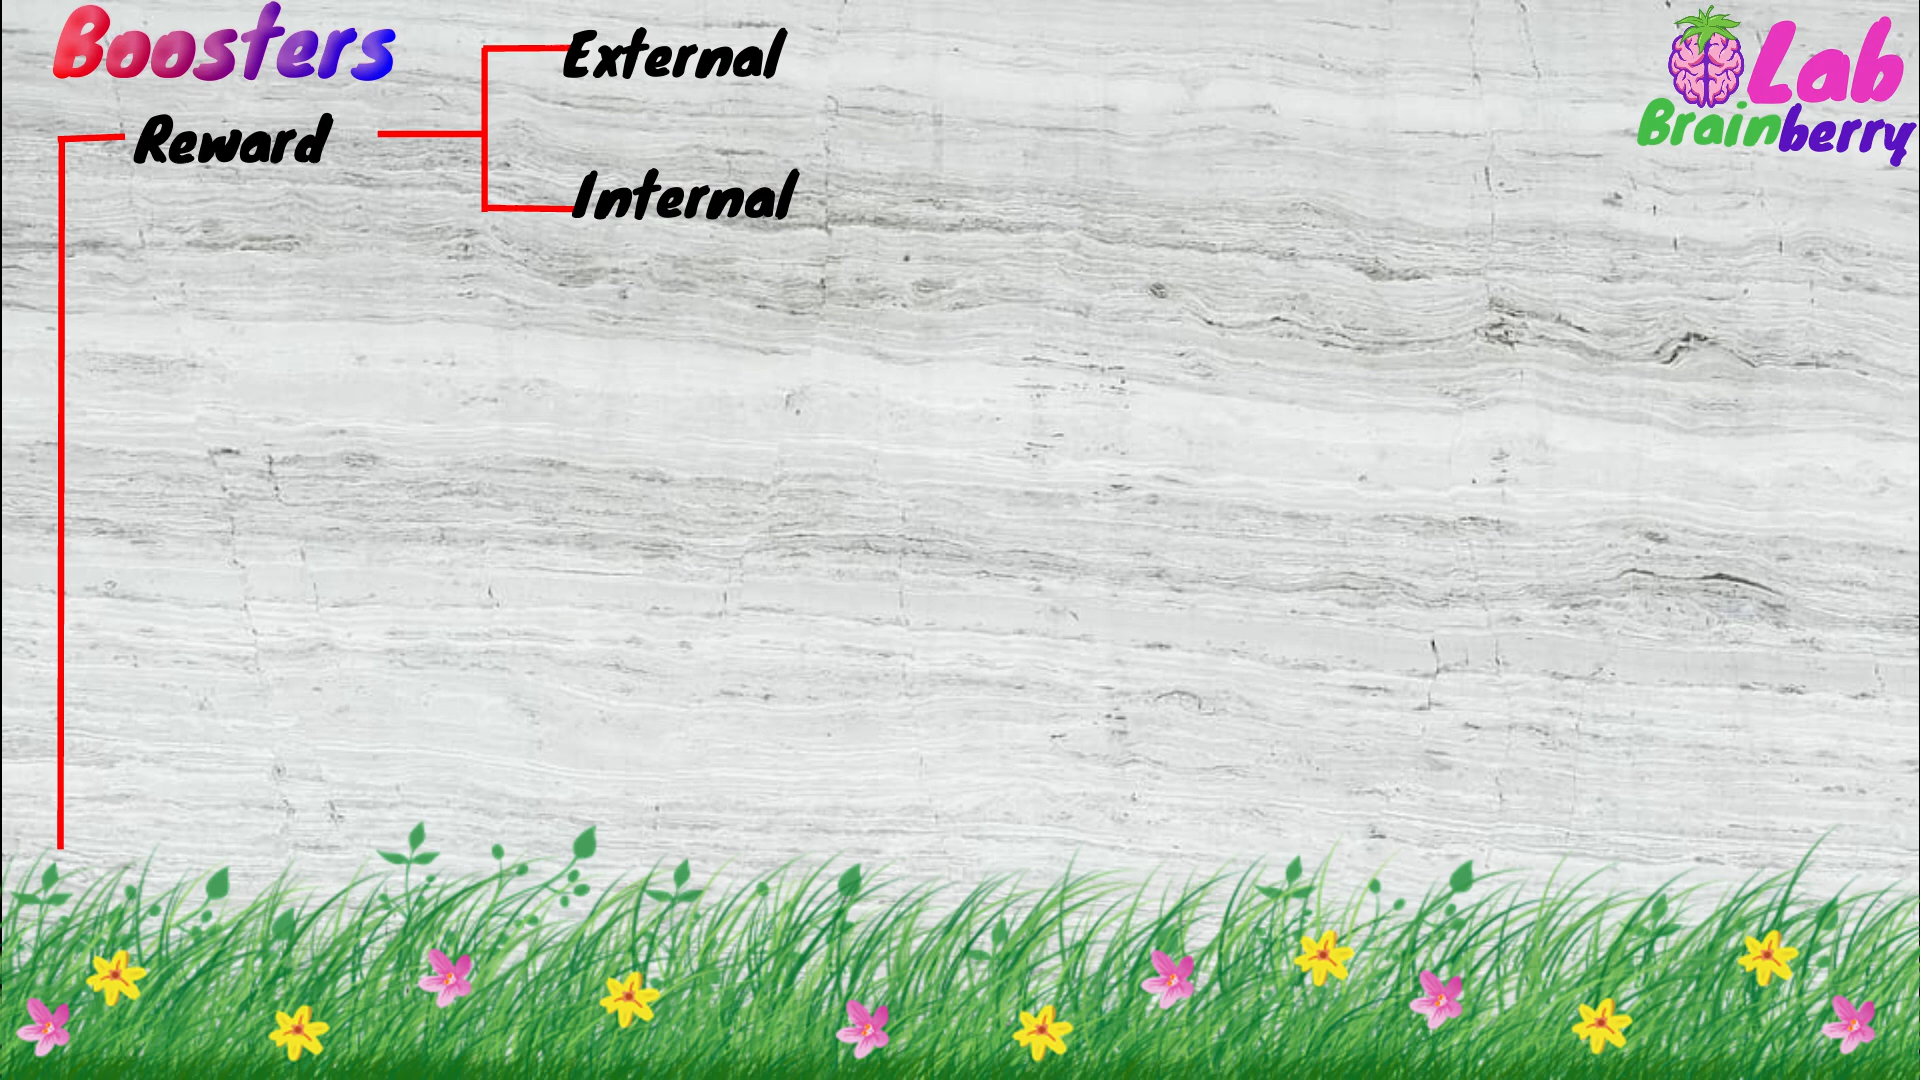 Boosters
External
Reward
Internal
Lab
Brainberry